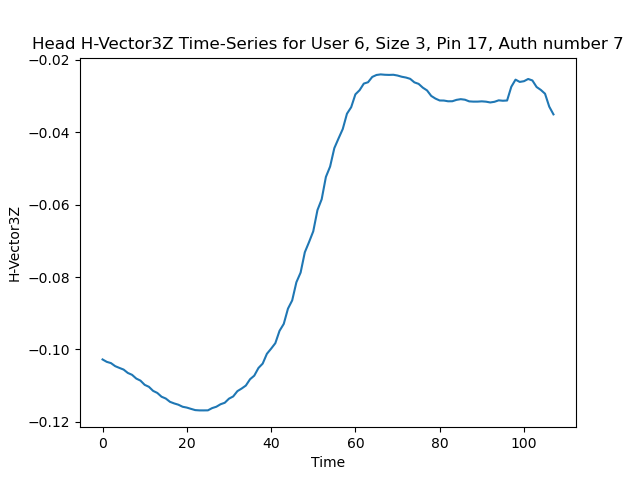 Head H-Vector3Z Time-Series for User 6, Size 3, Pin 17, Auth number 7
−0.02
−0.04
−0.06
−0.08
−0.10
−0.12
H-Vector3Z
0 20 40 60 80 100
Time